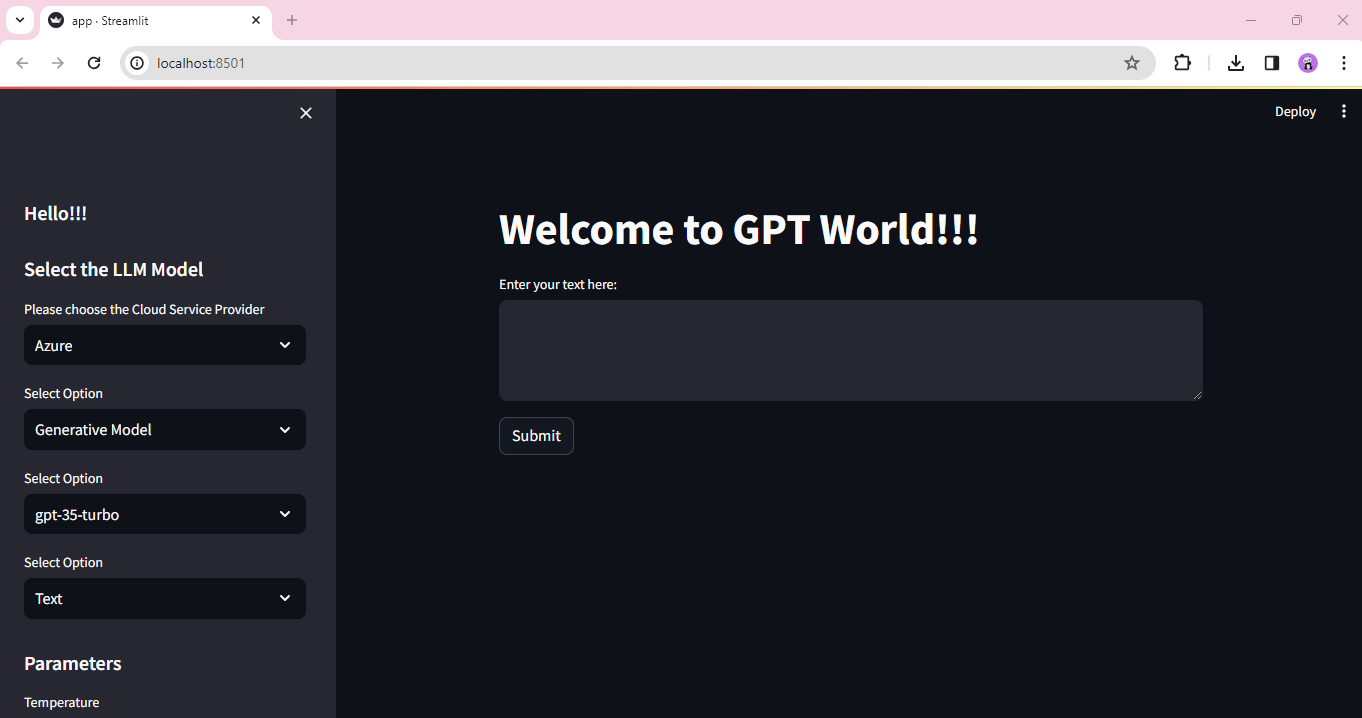 app · Streamlit
localhost:8501
Deploy
Hello!!!
Select the LLM Model
Please choose the Cloud Service Provider
Azure
Select Option
Generative Model
Select Option
gpt-35-turbo
Select Option
Text
Parameters
Temperature
Welcome to GPT World!!!
Enter your text here:
Submit